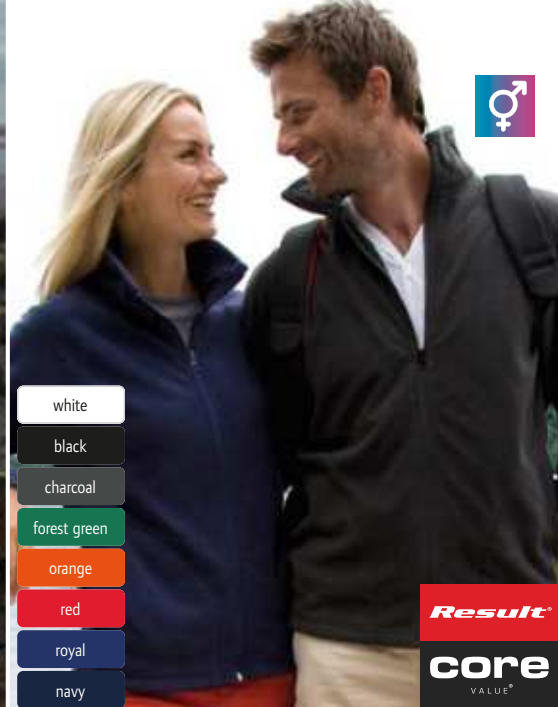 white
black
charcoal
forest green
orange
red
royal
navy
Result®
core
VALUE®